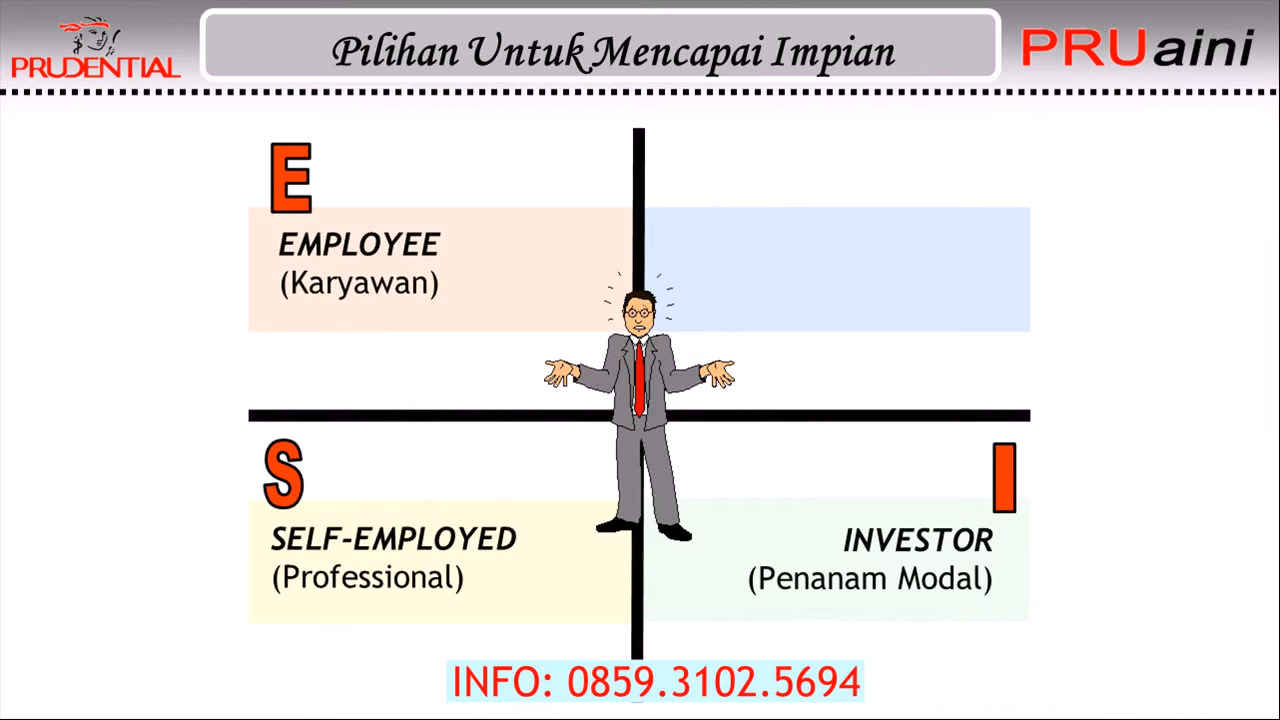 Pilihan Untuk Mencapai Impian
PRUDENTIAL
PRUaini
E
EMPLOYEE
(Karyawan)
S
SELF-EMPLOYED
(Professional)
I
INVESTOR
(Penanam Modal)
INFO: 0859.3102.5694